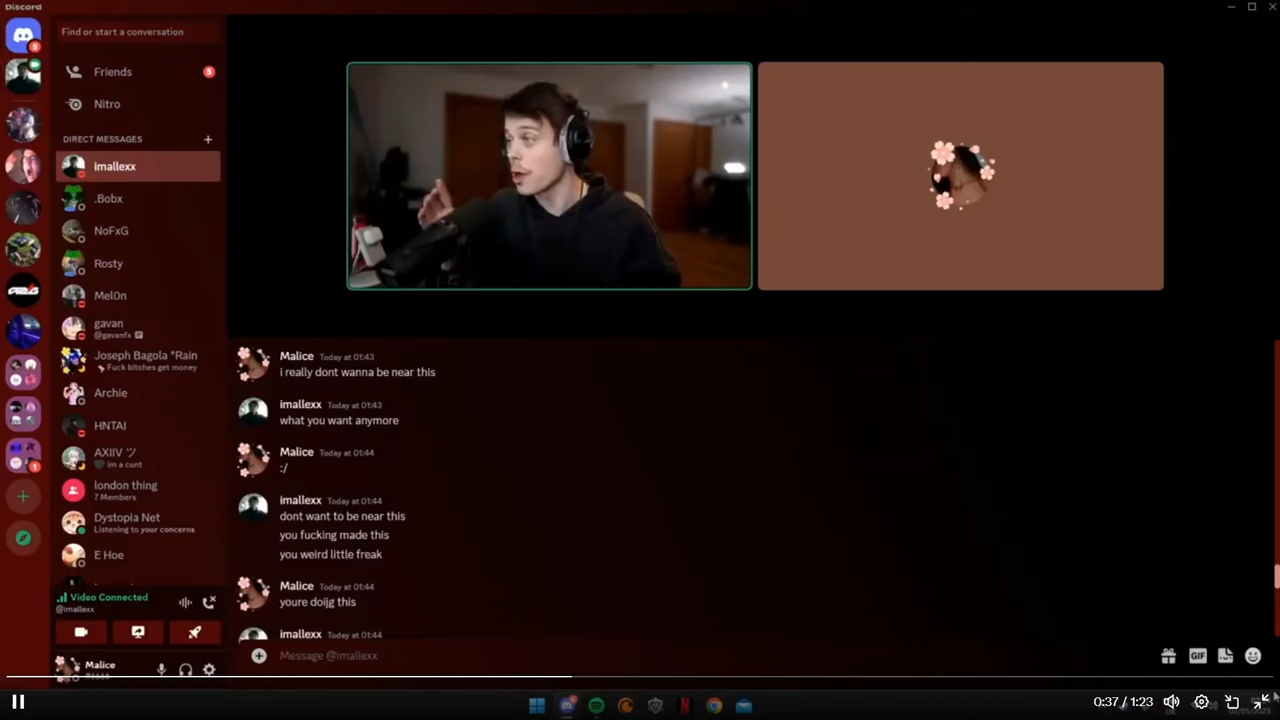 Discord
Find or start a conversation
Friends
5
Nitro
DIRECT MESSAGES
imallexx
.Bobx
NoFxG
Rosty
Mel0n
gavan
@gavanfx
Joseph Bagola *Rain
Fuck bitches get money
Archie
HNTAI
AXIIV ツ
im a cunt
london thing
7 Members
Dystopia Net
Listening to your concerns
E Hoe
Video Connected
@imallexx
Malice
Malice Today at 01:43
i really dont wanna be near this
imallexx Today at 01:43
what you want anymore
Malice Today at 01:44
:/
imallexx Today at 01:44
dont want to be near this
you fucking made this
you weird little freak
Malice Today at 01:44
youre doijg this
imallexx Today at 01:44
Message @imallexx
GIF
0:37 / 1:23